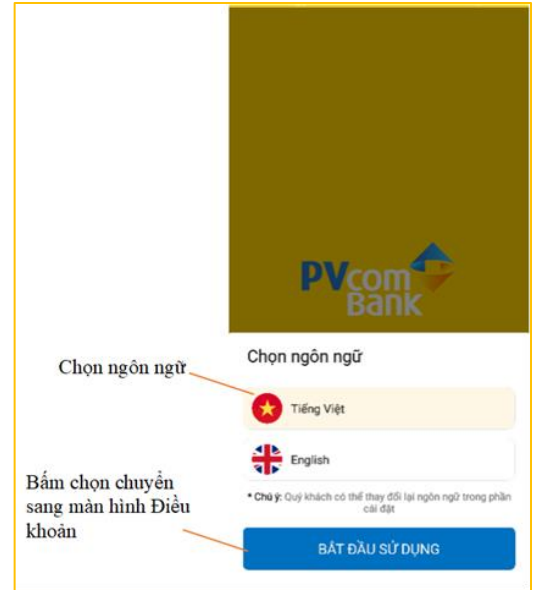 PVcom
Bank
Chọn ngôn ngữ
Chọn ngôn ngữ
Tiếng Việt
English
Bấm chọn chuyển
sang màn hình Điều
khoản
* Chú ý: Quý khách có thể thay đổi lại ngôn ngữ trong phần
cài đặt
BẮT ĐẦU SỬ DỤNG